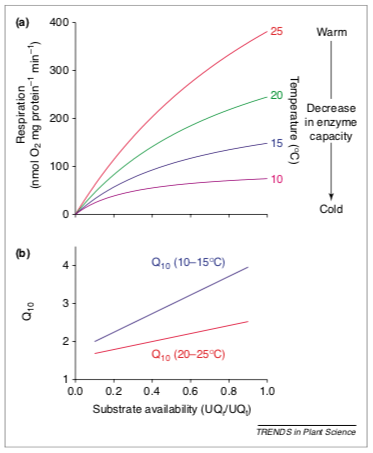 (a)
400
300
200
100
0
Respiration
(nmol O2 mg protein−1 min−1)
25
20
15
10
Temperature (°C)
Warm
Decrease
in enzyme
capacity
Cold
(b)
4
3
2
1
Q10
Q10 (10–15°C)
Q10 (20–25°C)
0.0 0.2 0.4 0.6 0.8 1.0
Substrate availability (UQr/UQt)
TRENDS in Plant Science